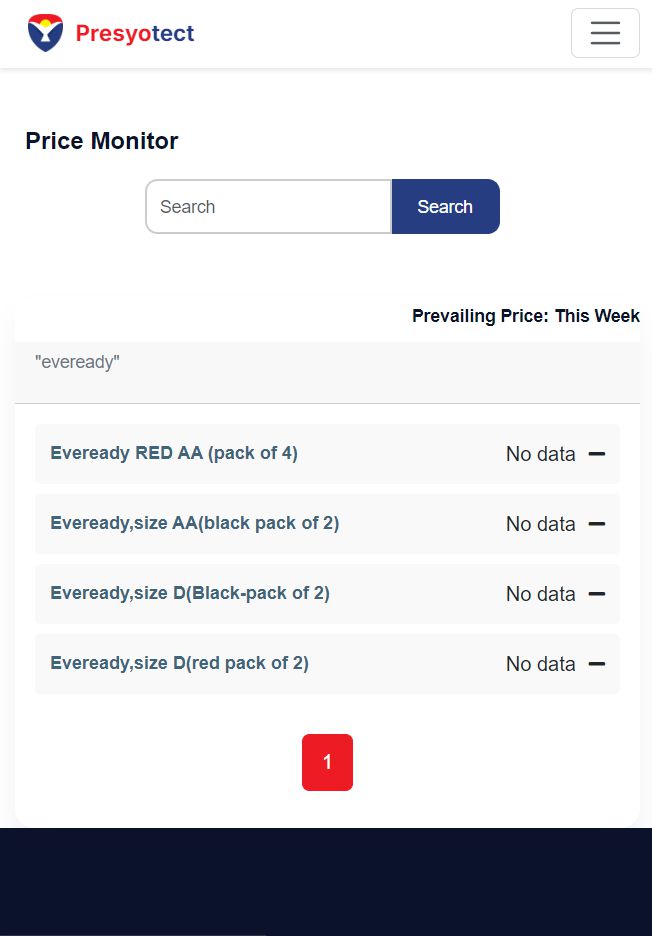 Presyotect
Price Monitor
Search
Search
Prevailing Price: This Week
"eveready"
Eveready RED AA (pack of 4)
No data
Eveready,size AA(black pack of 2)
No data
Eveready,size D(Black-pack of 2)
No data
Eveready,size D(red pack of 2)
No data
1